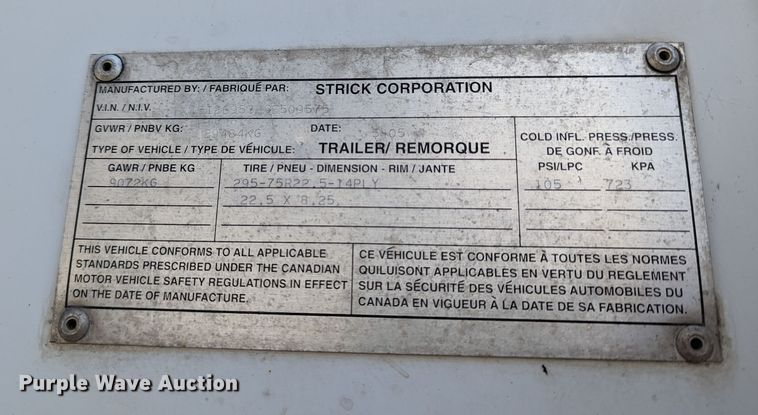 MANUFACTURED BY: / FABRIQUÉ PAR: STRICK CORPORATION
V.I.N. / N.I.V.
GVWR / PNBV KG: DATE:
TYPE OF VEHICLE / TYPE DE VÉHICULE: TRAILER/ REMORQUE
COLD INFL. PRESS./PRESS.
DE GONF. À FROID
PSI/LPC KPA
GAWR / PNBE KG TIRE / PNEU - DIMENSION - RIM / JANTE
9072KG 295-75R22.5-14PLY 105 723
22.5 X 8.25
THIS VEHICLE CONFORMS TO ALL APPLICABLE
STANDARDS PRESCRIBED UNDER THE CANADIAN
MOTOR VEHICLE SAFETY REGULATIONS IN EFFECT
ON THE DATE OF MANUFACTURE.
CE VÉHICULE EST CONFORME À TOUTES LES NORMES
QUILUISONT APPLICABLES EN VERTU DU REGLEMENT
SUR LA SÉCURITÉ DES VÉHICULES AUTOMOBILES DU
CANADA EN VIGUEUR À LA DATE DE SA FABRICATION.
Purple Wave Auction